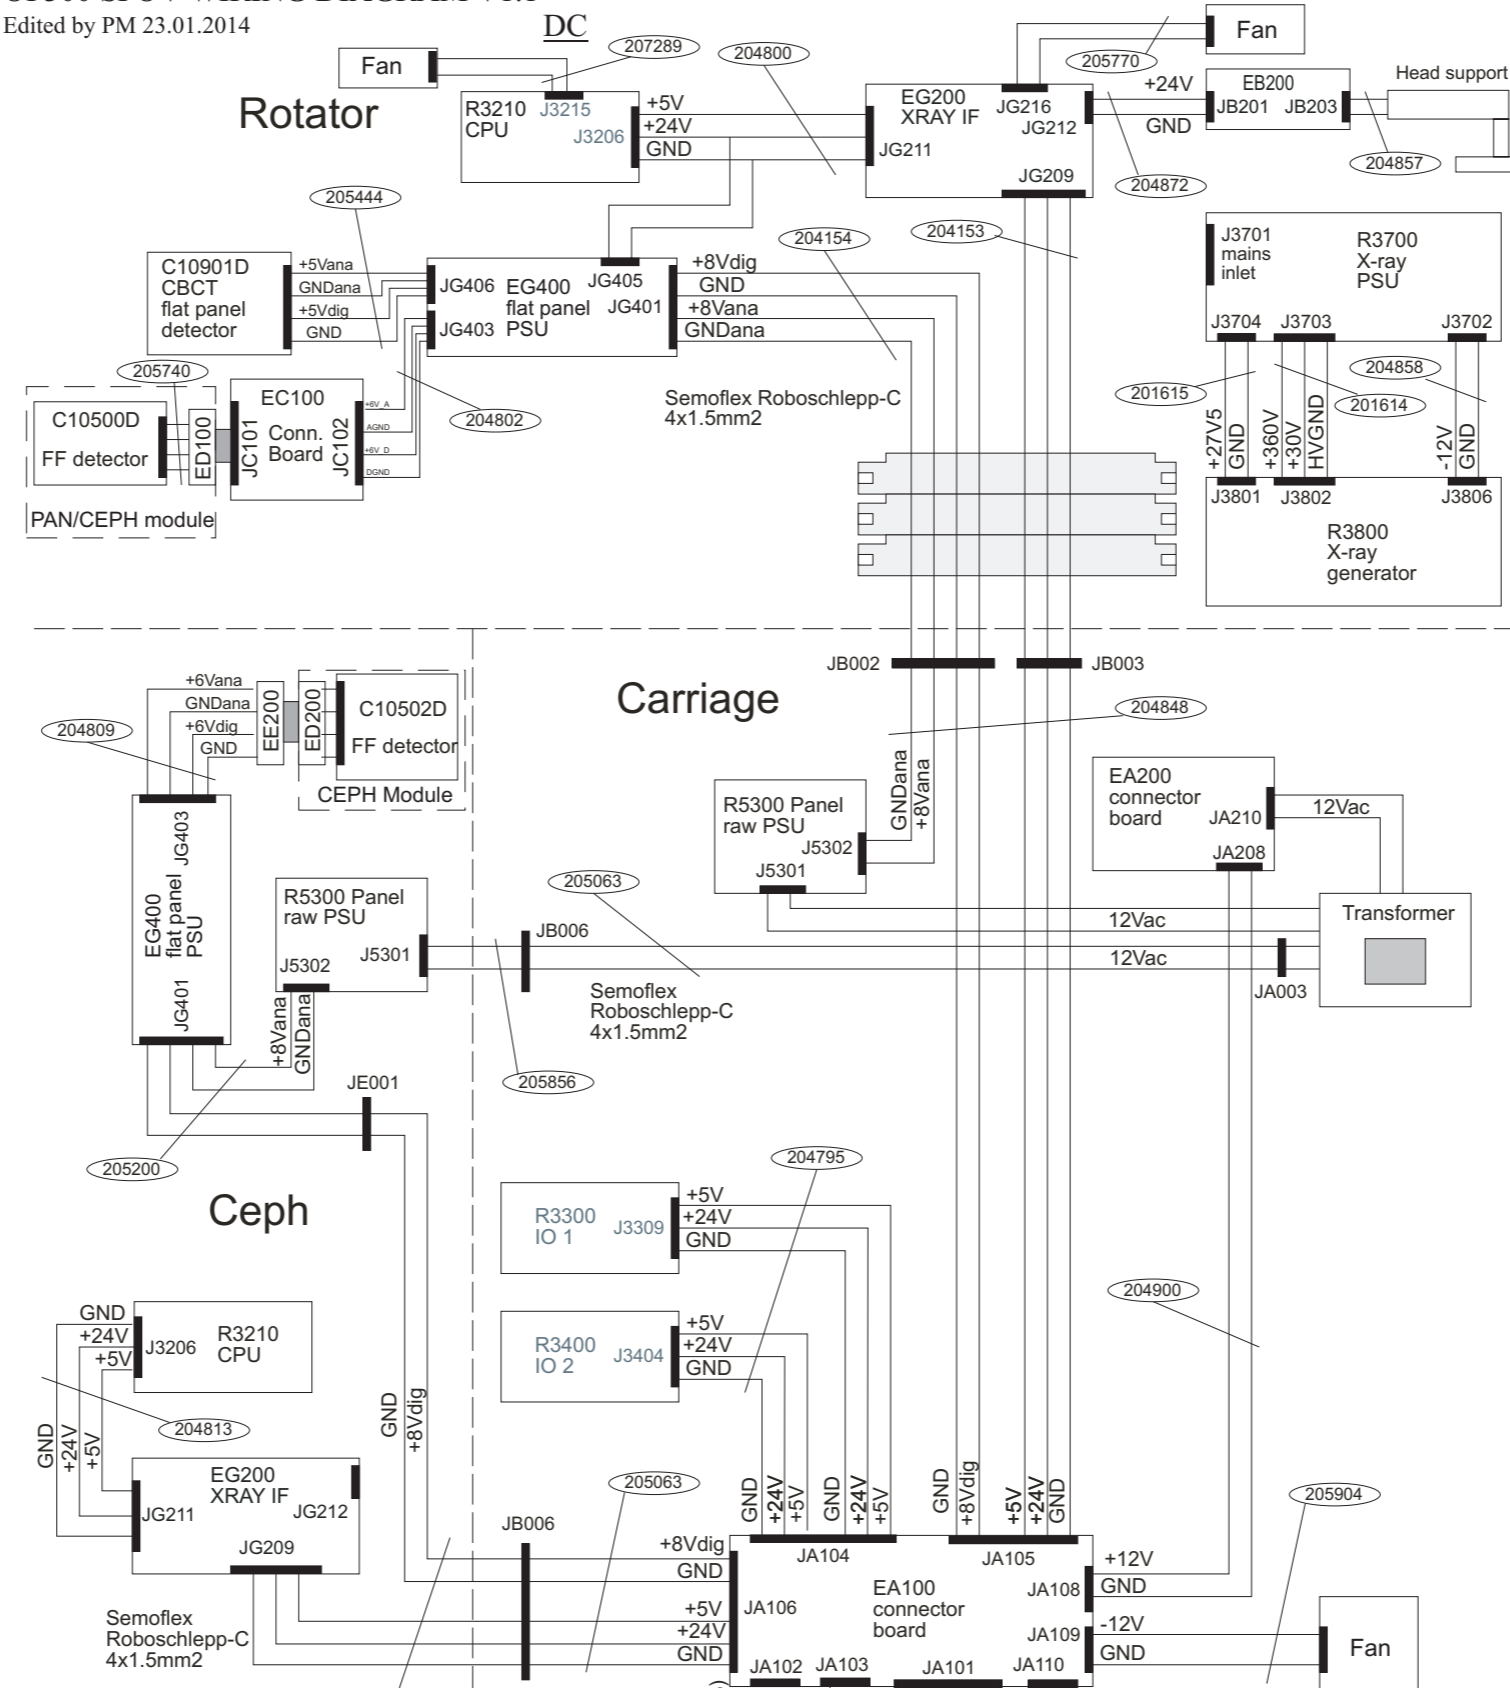 Edited by PM 23.01.2014
DC
Rotator
Fan
207289
204800
205770
Fan
R3210
CPU
J3215
J3206
+5V
+24V
GND
EG200
XRAY IF
JG216
JG212
JG211
JG209
+24V
GND
EB200
JB201
JB203
Head support
204857
204872
205444
204154
204153
C10901D
CBCT
flat panel
detector
+5Vana
GNDana
+5Vdig
GND
JG406
JG403
EG400
flat panel
PSU
JG405
JG401
+8Vdig
GND
+8Vana
GNDana
J3701
mains
inlet
R3700
X-ray
PSU
J3704
J3703
J3702
205740
C10500D
FF detector
ED100
JC101
EC100
Conn.
Board
JC102
+6V_A
AGND
+6V_D
DGND
204802
PAN/CEPH module
Semoflex Roboschlepp-C
4x1.5mm2
201615
201614
204858
+27V5
GND
+360V
+30V
HVGND
-12V
GND
J3801
J3802
J3806
R3800
X-ray
generator
JB002
JB003
Carriage
204848
+6Vana
GNDana
+6Vdig
GND
204809
EE200
ED200
C10502D
FF detector
CEPH Module
JG403
EG400
flat panel
PSU
JG401
R5300 Panel
raw PSU
J5301
J5302
+8Vana
GNDana
R5300 Panel
raw PSU
J5302
J5301
GNDana
+8Vana
EA200
connector
board
JA210
JA208
12Vac
Transformer
12Vac
12Vac
JA003
205063
JB006
Semoflex
Roboschlepp-C
4x1.5mm2
205856
JE001
205200
Ceph
204795
R3300
IO 1
J3309
+5V
+24V
GND
R3400
IO 2
J3404
+5V
+24V
GND
204900
GND
+24V
+5V
J3206
R3210
CPU
204813
GND
+24V
+5V
GND
+8Vdig
EG200
XRAY IF
JG211
JG212
JG209
Semoflex
Roboschlepp-C
4x1.5mm2
205063
JB006
+8Vdig
GND
+5V
+24V
GND
GND
+24V
+5V
GND
+24V
+5V
GND
+8Vdig
+5V
+24V
GND
JA104
JA105
JA106
EA100
connector
board
JA108
JA109
JA102
JA103
JA101
JA110
+12V
GND
-12V
GND
205904
Fan